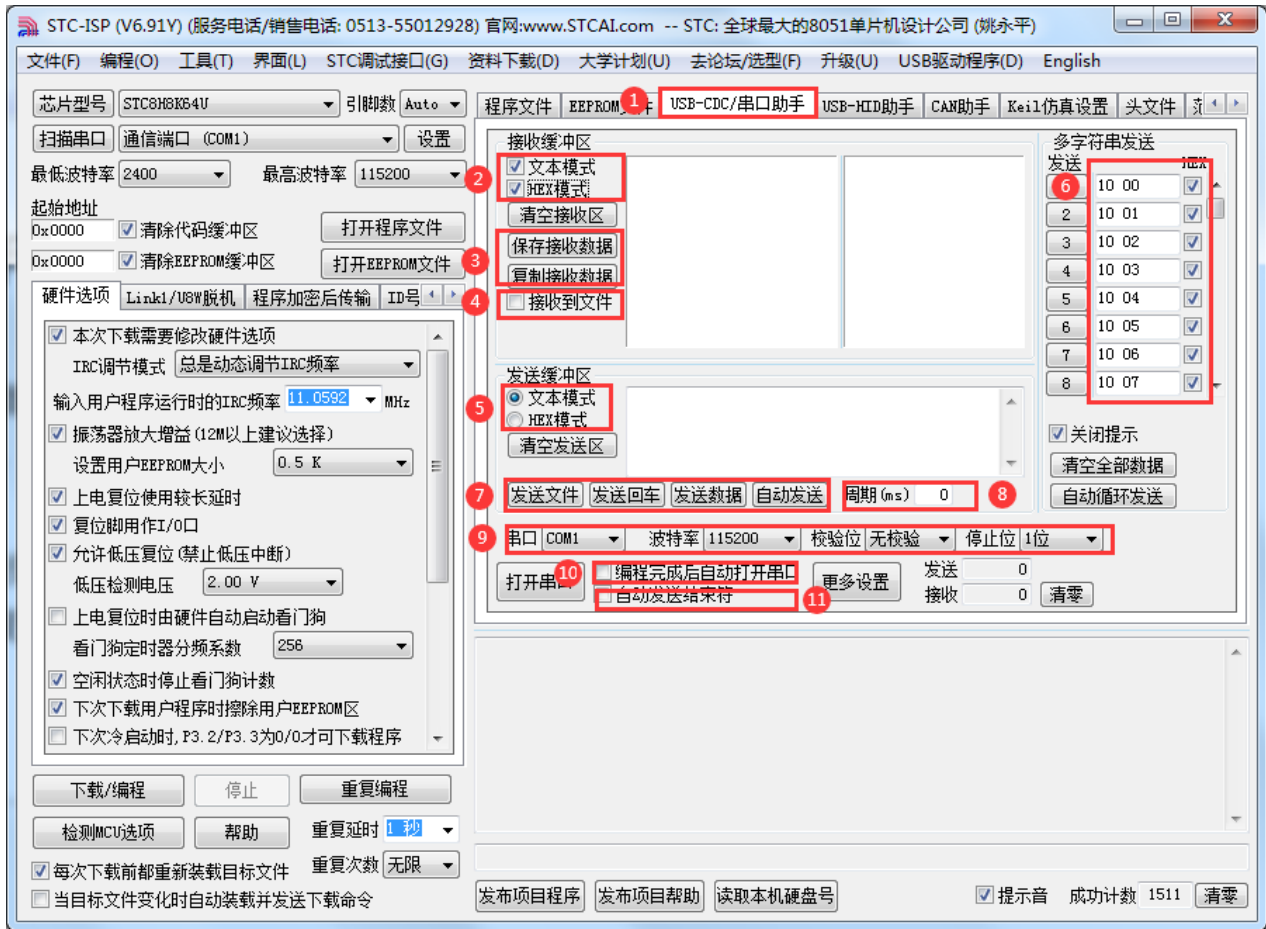 STC-ISP (V6.91Y) (服务电话/销售电话: 0513-55012928) 官网:www.STCAI.com -- STC: 全球最大的8051单片机设计公司 (姚永平)
文件(F) 编程(O) 工具(T) 界面(L) STC调试接口(G) 资料下载(D) 大学计划(U) 去论坛/选型(F) 升级(U) USB驱动程序(D) English
芯片型号 STC8H8K64U 引脚数 Auto
扫描串口 通信端口 (COM1) 设置
最低波特率 2400 最高波特率 115200
起始地址
0x0000 清除代码缓冲区 打开程序文件
0x0000 清除EEPROM缓冲区 打开EEPROM文件
硬件选项 Link1/U8W脱机 程序加密后传输 ID号
本次下载需要修改硬件选项
IRC调节模式 总是动态调节IRC频率
输入用户程序运行时的IRC频率 11.0592 MHz
振荡器放大增益(12M以上建议选择)
设置用户EEPROM大小 0.5 K
上电复位使用较长延时
复位脚用作I/O口
允许低压复位(禁止低压中断)
低压检测电压 2.00 V
上电复位时由硬件自动启动看门狗
看门狗定时器分频系数 256
空闲状态时停止看门狗计数
下次下载用户程序时擦除用户EEPROM区
下次冷启动时,P3.2/P3.3为0/0才可下载程序
下载/编程 停止 重复编程
检测MCU选项 帮助 重复延时 1 秒
每次下载前都重新装载目标文件 重复次数 无限
当目标文件变化时自动装载并发送下载命令
程序文件 EEPROM 1 USB-CDC/串口助手 USB-HID助手 CAN助手 Keil仿真设置 头文件
接收缓冲区
2 文本模式
HEX模式
清空接收区
3 保存接收数据
复制接收数据
4 接收到文件
多字符串发送
发送 HEX
6 10 00
2 10 01
3 10 02
4 10 03
5 10 04
6 10 05
7 10 06
8 10 07
关闭提示
清空全部数据
自动循环发送
发送缓冲区
5 文本模式
HEX模式
清空发送区
7 发送文件 发送回车 发送数据 自动发送 周期(ms) 0 8
9 串口 COM1 波特率 115200 校验位 无校验 停止位 1位
打开串口 10 编程完成后自动打开串口 更多设置 发送 0
自动发送结束符 11 接收 0 清零
发布项目程序 发布项目帮助 读取本机硬盘号 提示音 成功计数 1511 清零